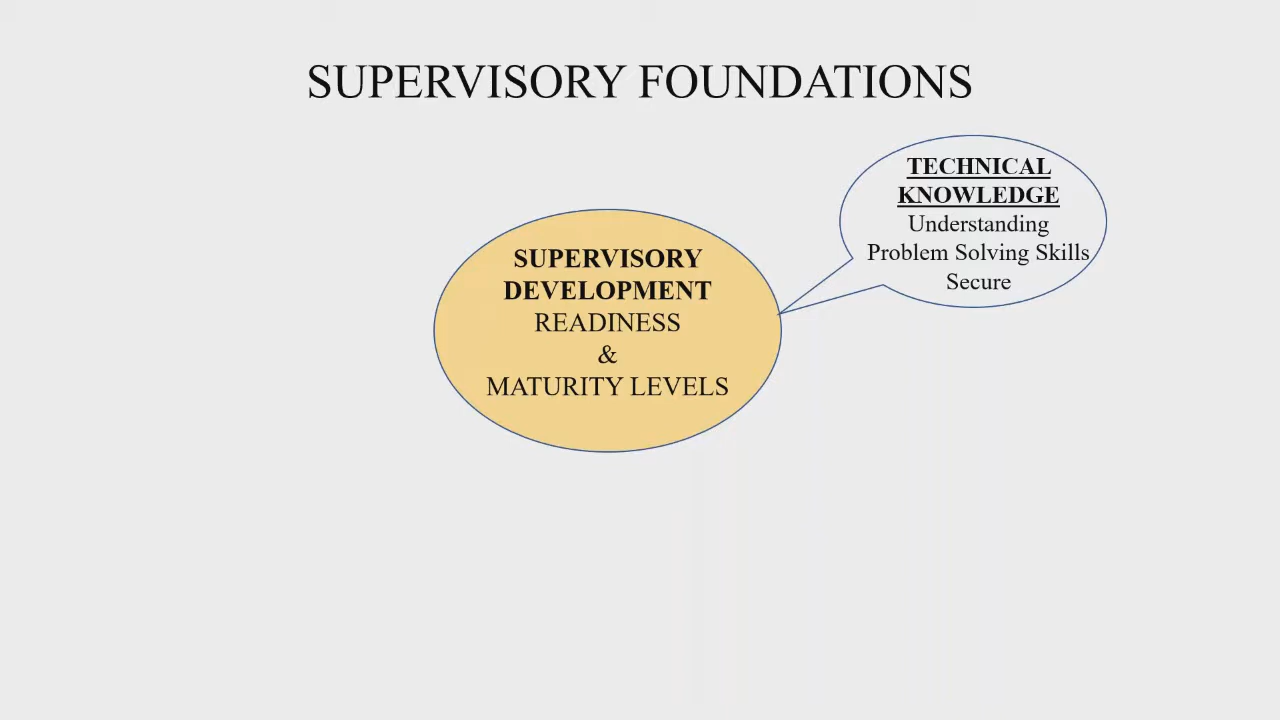 SUPERVISORY FOUNDATIONS
TECHNICAL
KNOWLEDGE
Understanding
Problem Solving Skills
Secure
SUPERVISORY
DEVELOPMENT
READINESS
&
MATURITY LEVELS